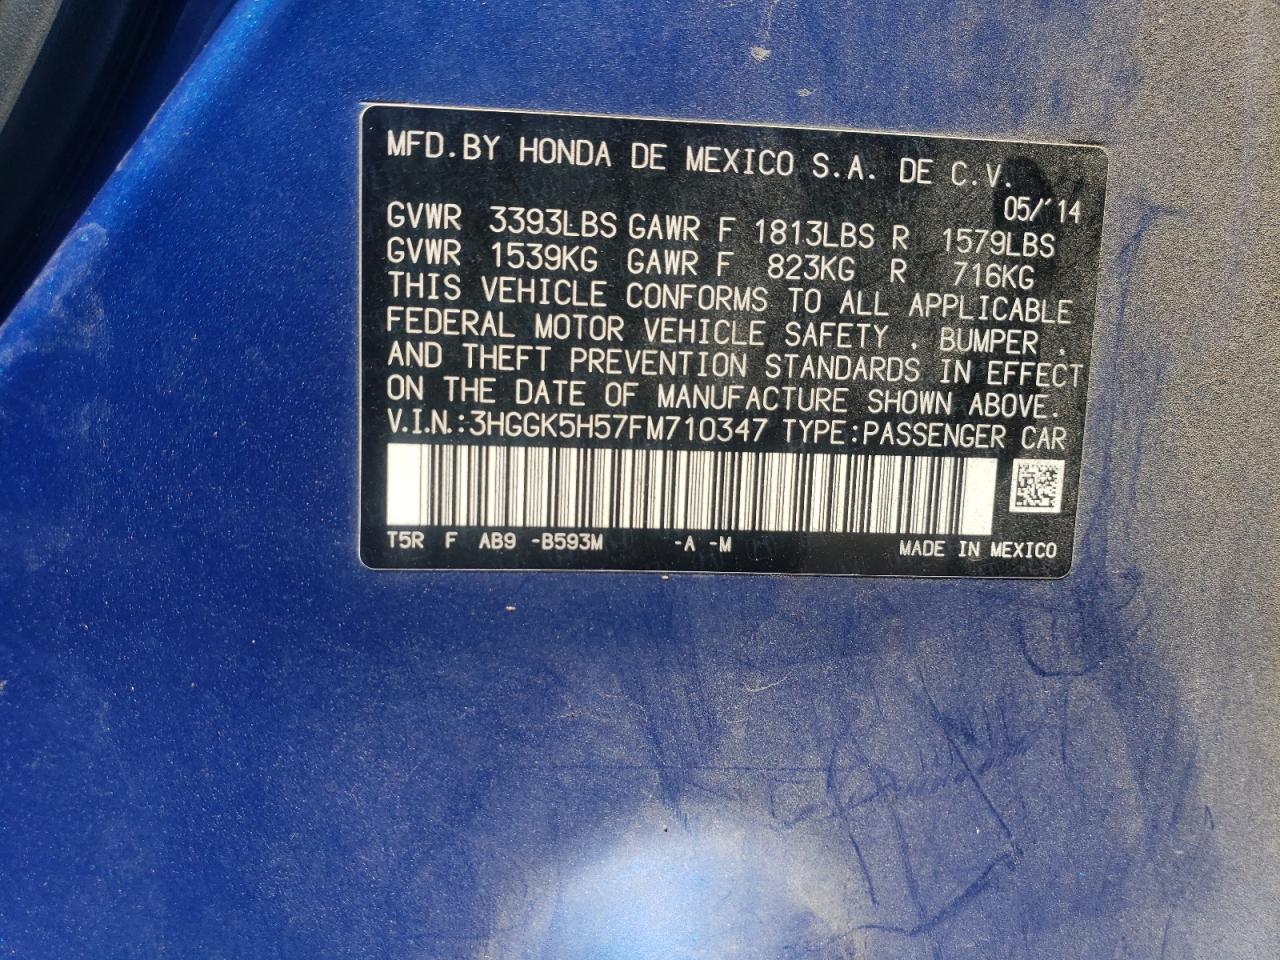 MFD.BY HONDA DE MEXICO S.A. DE C.V.
05/'14
GVWR 3393LBS GAWR F 1813LBS R 1579LBS
GVWR 1539KG GAWR F 823KG R 716KG
THIS VEHICLE CONFORMS TO ALL APPLICABLE
FEDERAL MOTOR VEHICLE SAFETY , BUMPER ,
AND THEFT PREVENTION STANDARDS IN EFFECT
ON THE DATE OF MANUFACTURE SHOWN ABOVE.
V.I.N.:3HGGK5H57FM710347 TYPE:PASSENGER CAR
T5R F AB9 -B593M -A -M MADE IN MEXICO